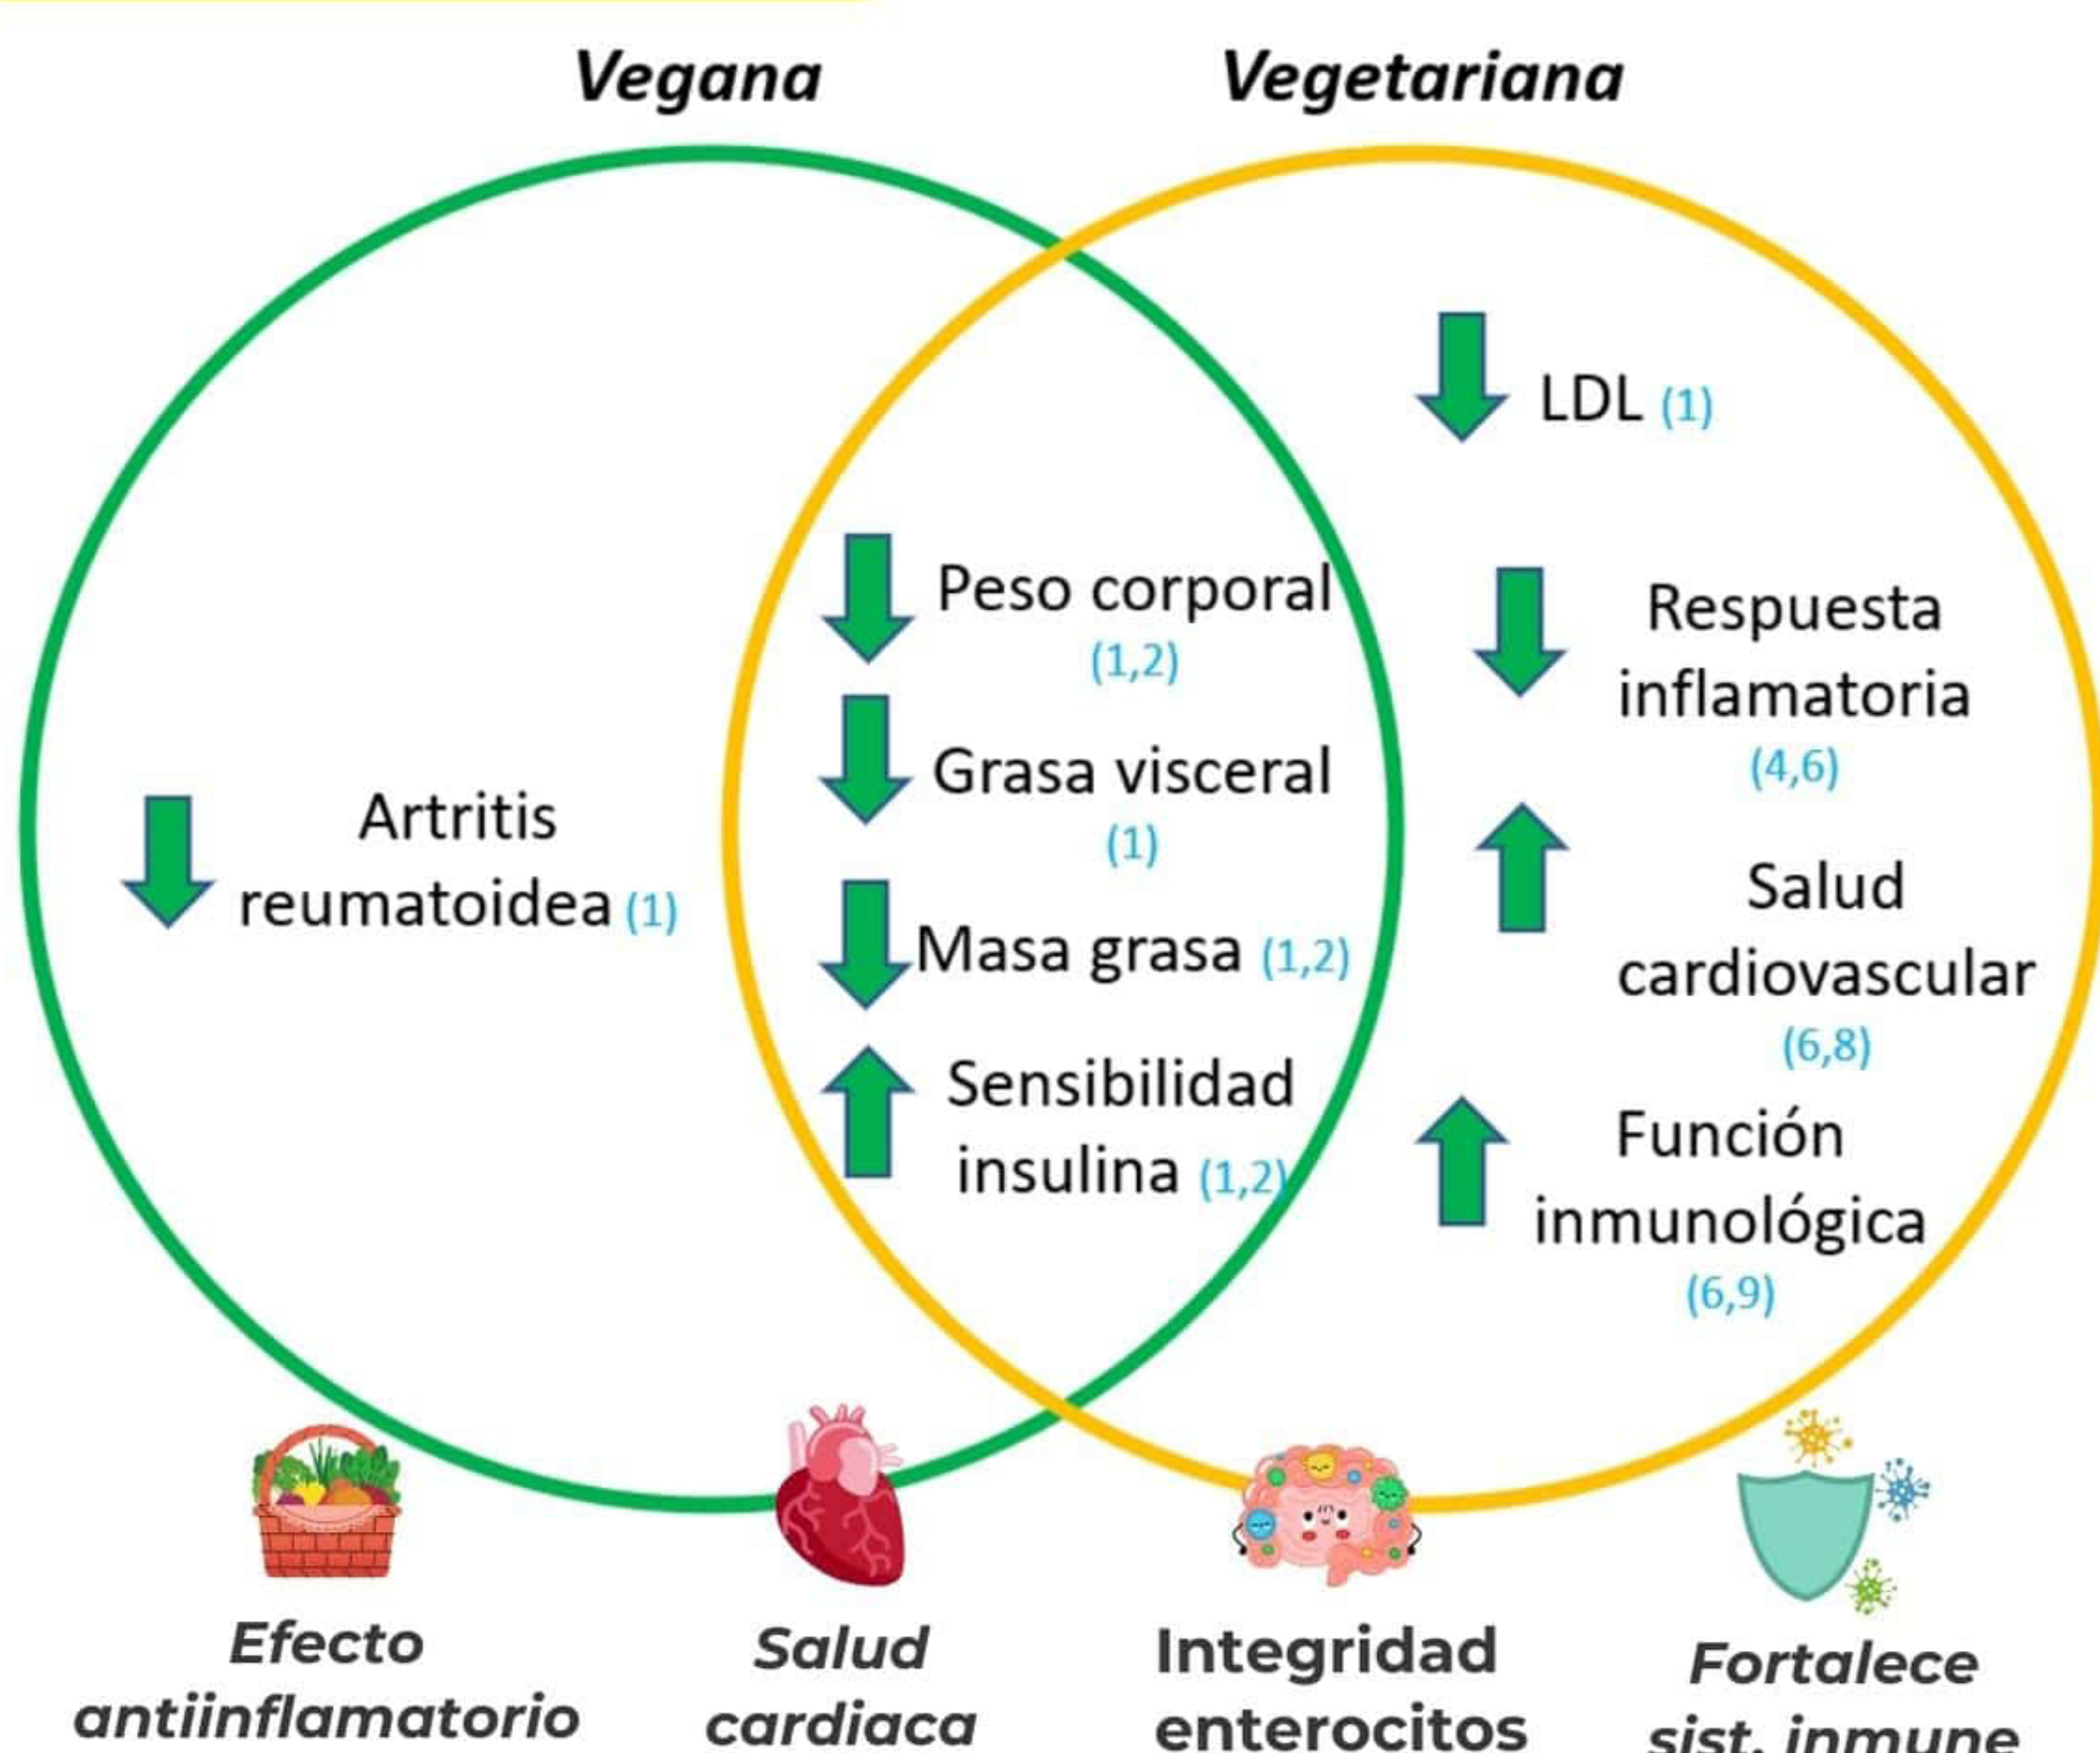 Vegana
Vegetariana
LDL (1)
Peso corporal
(1,2)
Respuesta
inflamatoria
(4,6)
Grasa visceral
(1)
Artritis
reumatoidea (1)
Masa grasa (1,2)
Salud
cardiovascular
(6,8)
Sensibilidad
insulina (1,2)
Función
inmunológica
(6,9)
Efecto
antiinflamatorio
Salud
cardiaca
Integridad
enterocitos
Fortalece
sist. inmune